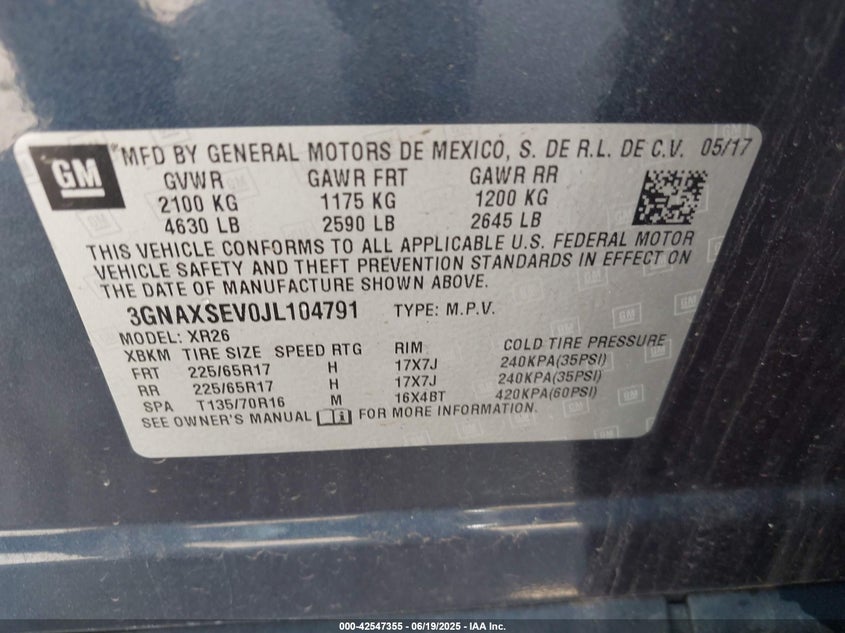 GM
MFD BY GENERAL MOTORS DE MEXICO, S. DE R.L. DE C.V. 05/17
GVWR GAWR FRT GAWR RR
2100 KG 1175 KG 1200 KG
4630 LB 2590 LB 2645 LB
THIS VEHICLE CONFORMS TO ALL APPLICABLE U.S. FEDERAL MOTOR
VEHICLE SAFETY AND THEFT PREVENTION STANDARDS IN EFFECT ON
THE DATE OF MANUFACTURE SHOWN ABOVE.
3GNAXSEV0JL104791 TYPE: M.P.V.
MODEL: XR26
XBKM TIRE SIZE SPEED RTG RIM COLD TIRE PRESSURE
FRT 225/65R17 H 17X7J 240KPA(35PSI)
RR 225/65R17 H 17X7J 240KPA(35PSI)
SPA T135/70R16 M 16X4BT 420KPA(60PSI)
SEE OWNER'S MANUAL FOR MORE INFORMATION.
000-42547355 - 06/19/2025 - IAA Inc.